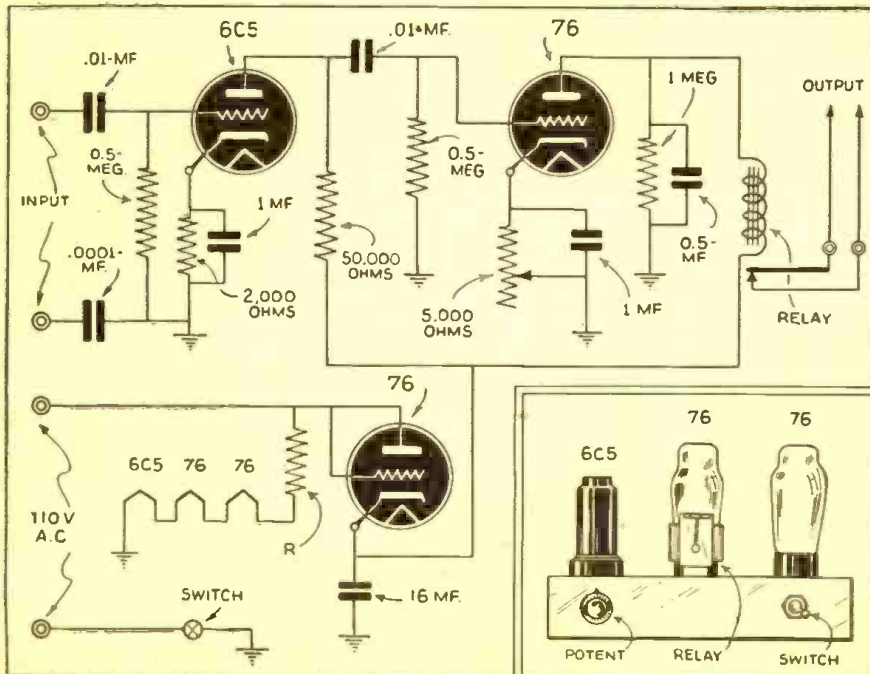 6C5
.01-MF.
76
.01-MF
1 MEG
OUTPUT
0.5-
MEG
0.5-
MEG
INPUT
1 MF
50,000
OHMS
0.5-
MF
.0001-
MF.
2,000
OHMS
5,000
OHMS
1 MF
RELAY
76
6C5 76 76
110 V
A.C
R
SWITCH
16 MF.
76 76
6C5
POTENT RELAY SWITCH